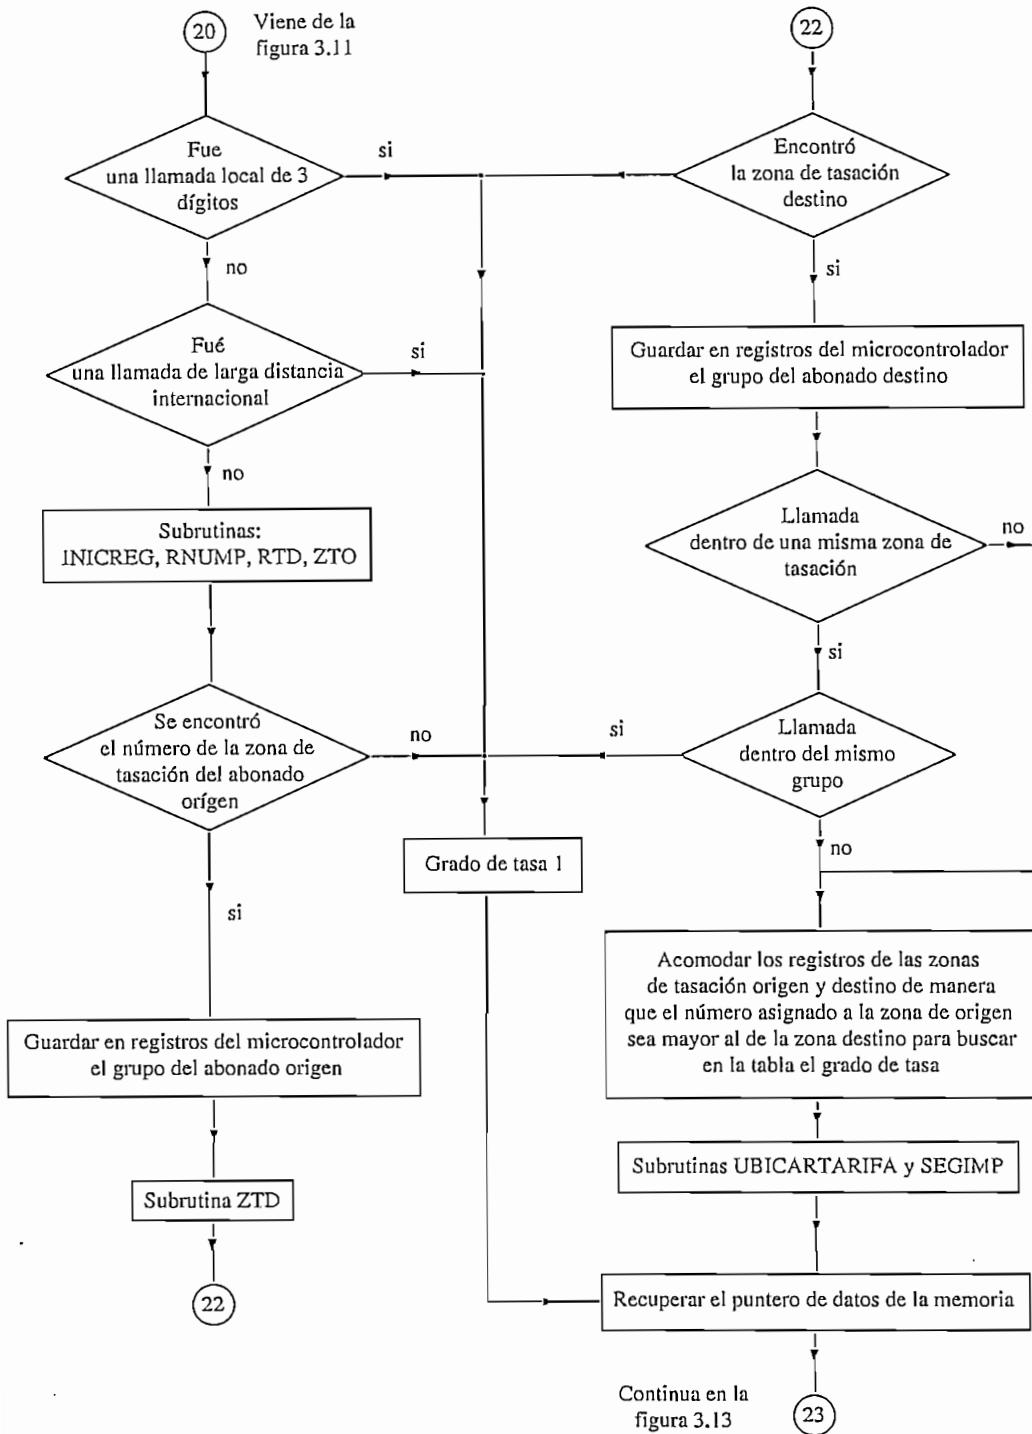 20
Viene de la
figura 3.11
Fue
una llamada local de 3
dígitos
si
no
Fué
una llamada de larga distancia
internacional
si
no
Subrutinas:
INICREG, RNUMP, RTD, ZTO
Se encontró
el número de la zona de
tasación del abonado
orígen
no
si
Grado de tasa 1
Guardar en registros del microcontrolador
el grupo del abonado origen
Subrutina ZTD
22
22
Encontró
la zona de tasación
destino
si
Guardar en registros del microcontrolador
el grupo del abonado destino
Llamada
dentro de una misma zona de
tasación
no
si
Llamada
dentro del mismo
grupo
si
no
Acomodar los registros de las zonas
de tasación origen y destino de manera
que el número asignado a la zona de origen
sea mayor al de la zona destino para buscar
en la tabla el grado de tasa
Subrutinas UBICARTARIFA y SEGIMP
Recuperar el puntero de datos de la memoria
Continua en la
figura 3.13
23